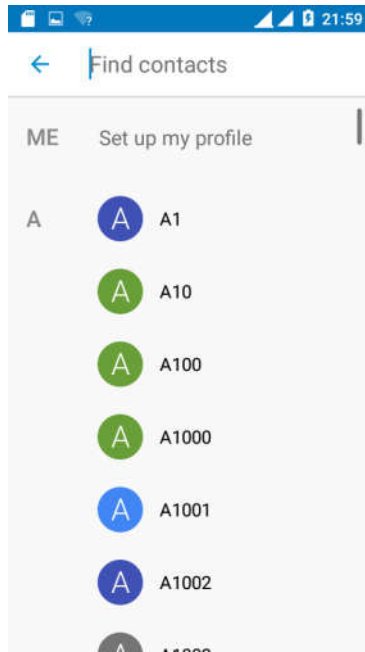 21:59
Find contacts
ME Set up my profile
A A A1
A A10
A A100
A A1000
A A1001
A A1002